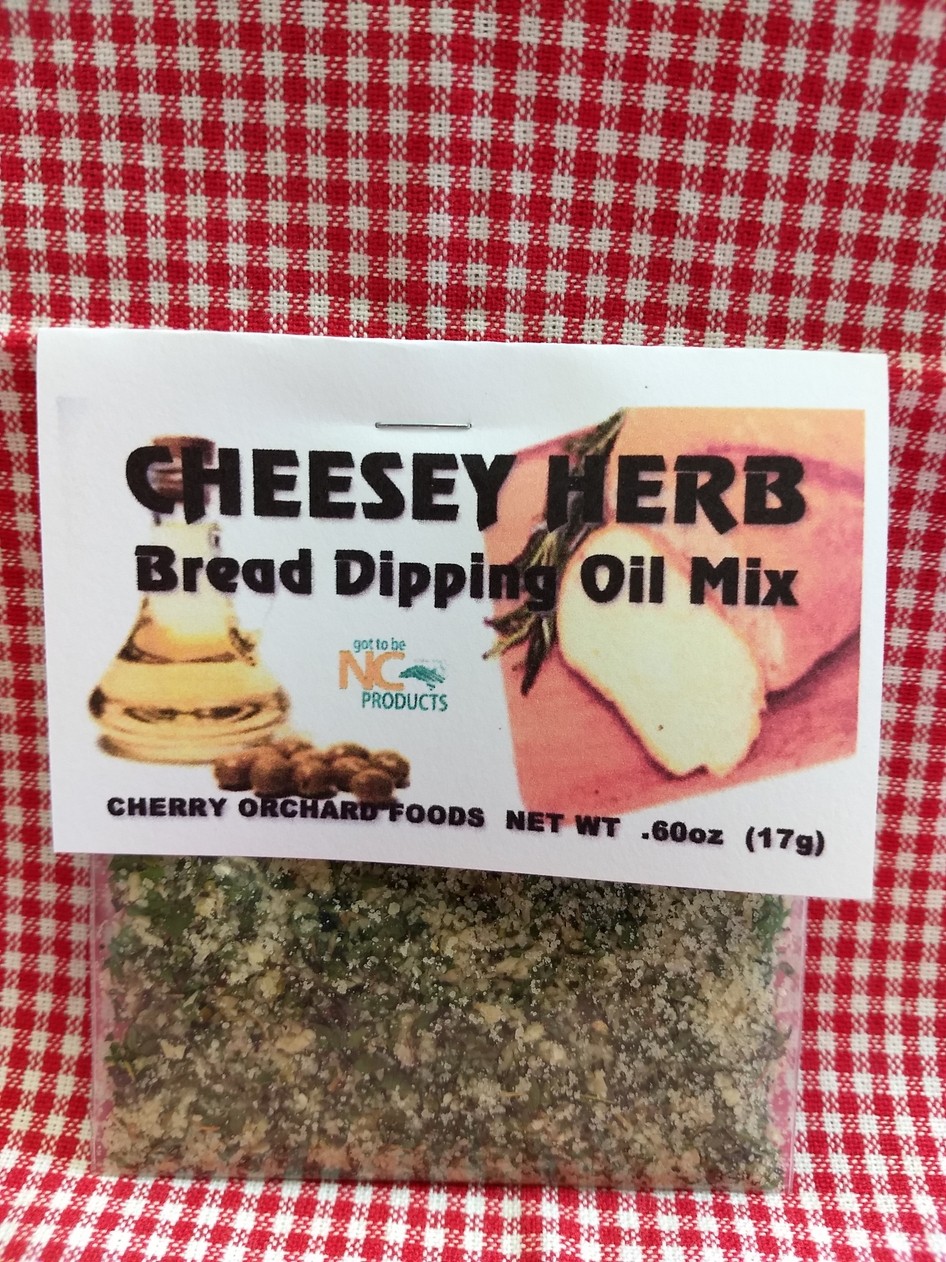 CHEESEY HERB
Bread Dipping Oil Mix
got to be
NC
PRODUCTS
CHERRY ORCHARD FOODS NET WT .60oz (17g)